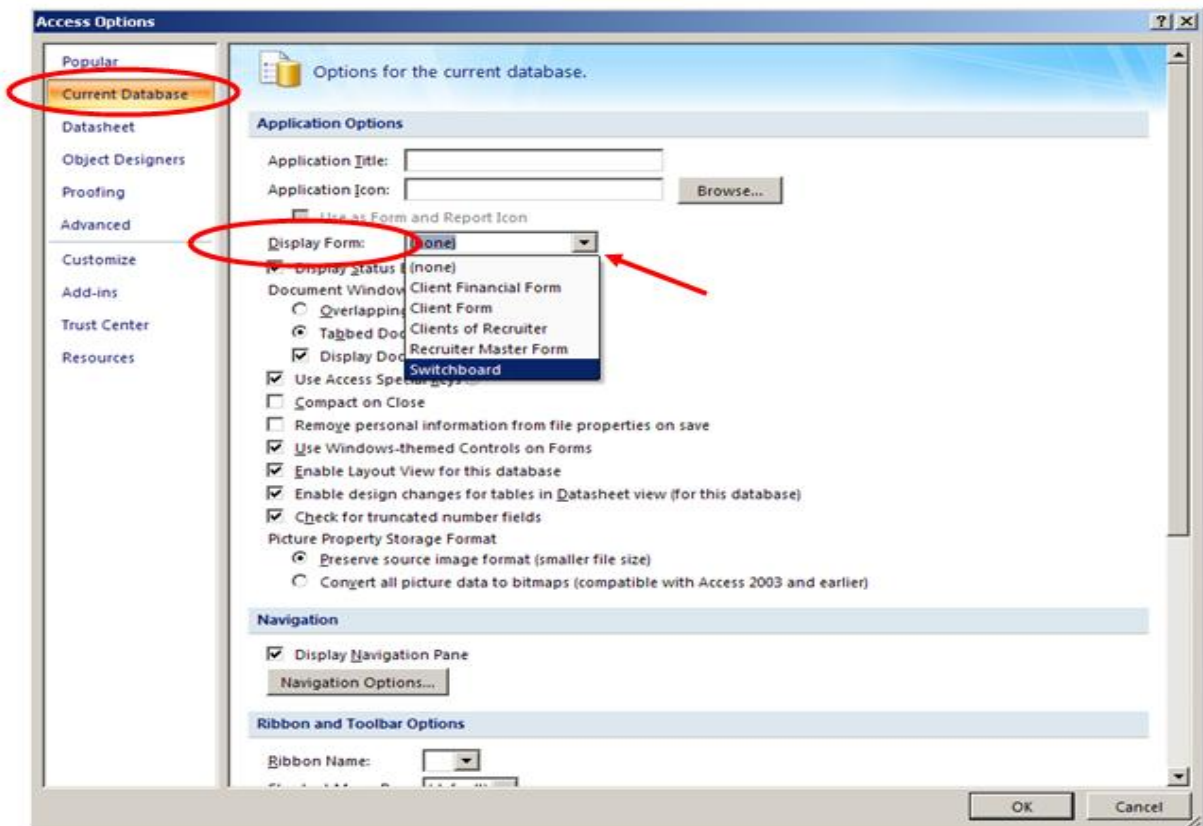 Access Options
Popular
Current Database
Datasheet
Object Designers
Proofing
Advanced
Customize
Add-ins
Trust Center
Resources
Options for the current database.
Application Options
Application Title:
Application Icon:
Browse...
Use as Form and Report Icon
Display Form:
(none)
Display Status
(none)
Client Financial Form
Client Form
Clients of Recruiter
Recruiter Master Form
Switchboard
Document Window
Overlapping
Tabbed Doc
Display Doc
Use Access Special Keys
Compact on Close
Remove personal information from file properties on save
Use Windows-themed Controls on Forms
Enable Layout View for this database
Enable design changes for tables in Datasheet view (for this database)
Check for truncated number fields
Picture Property Storage Format
Preserve source image format (smaller file size)
Convert all picture data to bitmaps (compatible with Access 2003 and earlier)
Navigation
Display Navigation Pane
Navigation Options...
Ribbon and Toolbar Options
Ribbon Name:
OK
Cancel